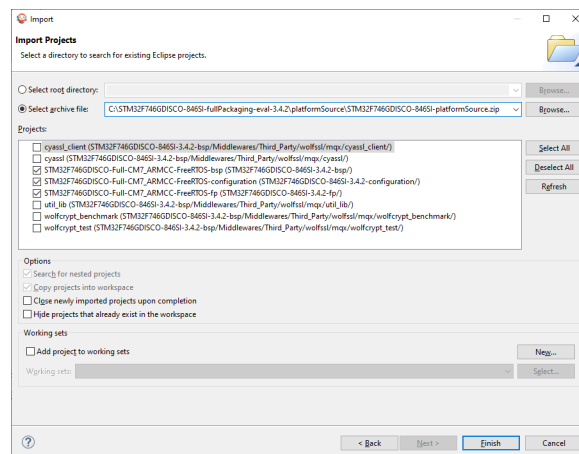 Import
Import Projects
Select a directory to search for existing Eclipse projects.
Select root directory:
Browse...
Select archive file:
C:\STM32F746GDISCO-846SI-fullPackaging-eval-3.4.2\platformSource\STM32F746GDISCO-846SI-platformSource.zip
Browse...
Projects:
cyassl_client (STM32F746GDISCO-846SI-3.4.2-bsp/Middlewares/Third_Party/wolfssl/mqx/cyassl_client/)
cyassl (STM32F746GDISCO-846SI-3.4.2-bsp/Middlewares/Third_Party/wolfssl/mqx/cyassl/)
STM32F746GDISCO-Full-CM7_ARMCC-FreeRTOS-bsp (STM32F746GDISCO-846SI-3.4.2-bsp/)
STM32F746GDISCO-Full-CM7_ARMCC-FreeRTOS-configuration (STM32F746GDISCO-846SI-3.4.2-configuration/)
STM32F746GDISCO-Full-CM7_ARMCC-FreeRTOS-fp (STM32F746GDISCO-846SI-3.4.2-fp/)
util_lib (STM32F746GDISCO-846SI-3.4.2-bsp/Middlewares/Third_Party/wolfssl/mqx/util_lib/)
wolfcrypt_benchmark (STM32F746GDISCO-846SI-3.4.2-bsp/Middlewares/Third_Party/wolfssl/mqx/wolfcrypt_benchmark/)
wolfcrypt_test (STM32F746GDISCO-846SI-3.4.2-bsp/Middlewares/Third_Party/wolfssl/mqx/wolfcrypt_test/)
Select All
Deselect All
Refresh
Options
Search for nested projects
Copy projects into workspace
Close newly imported projects upon completion
Hide projects that already exist in the workspace
Working sets
Add project to working sets
New...
Working sets:
Select...
< Back
Next >
Finish
Cancel